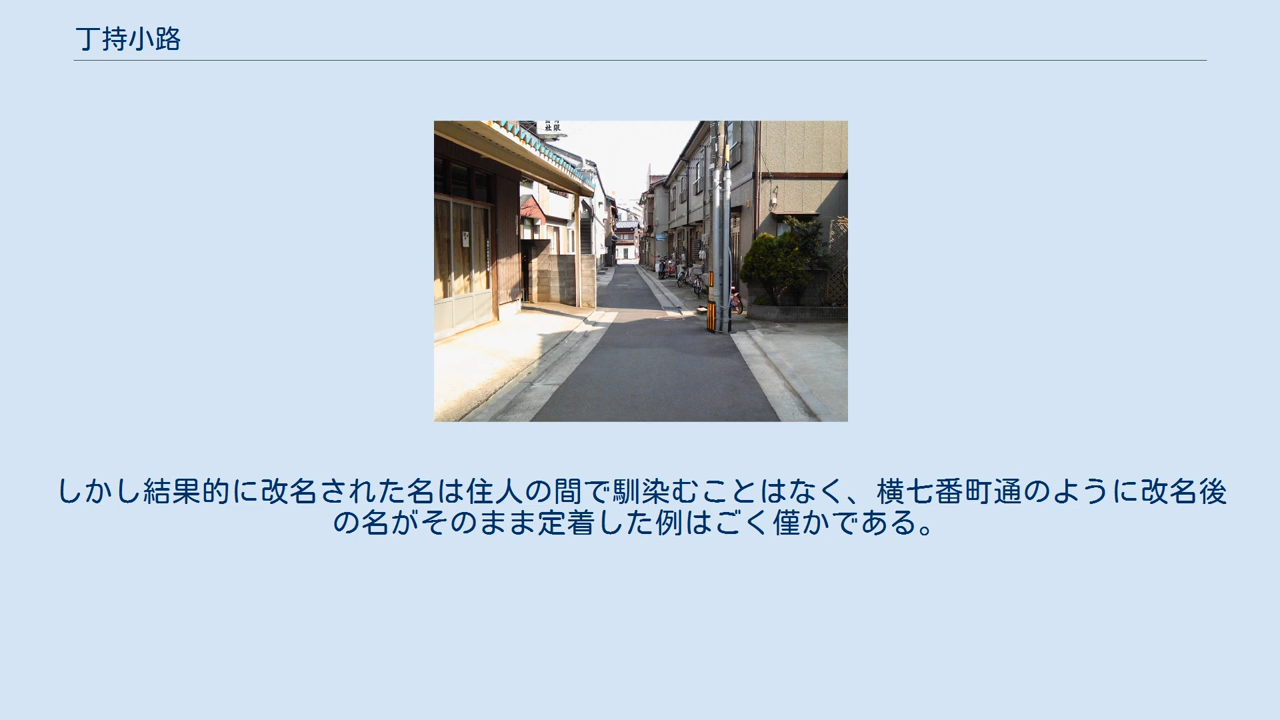 丁持小路
しかし結果的に改名された名は住人の間で馴染むことはなく、横七番町通のように改名後
の名がそのまま定着した例はごく僅かである。